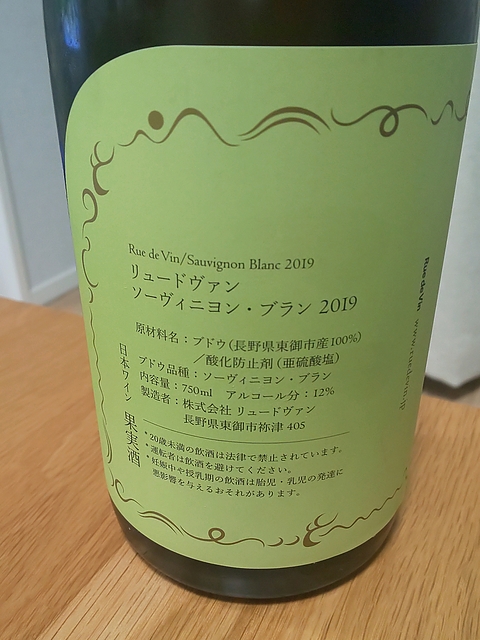 Rue de Vin/Sauvignon Blanc 2019
リュードヴァン
ソーヴィニヨン・ブラン 2019
原材料名：ブドウ（長野県東御市産100%）
／酸化防止剤（亜硫酸塩）
ブドウ品種：ソーヴィニヨン・ブラン
内容量：750ml アルコール分：12%
製造者：株式会社 リュードヴァン
長野県東御市祢津 405
日本ワイン 果実酒
*20歳未満の飲酒は法律で禁止されています。
*運転者は飲酒を避けてください。
*妊娠中や授乳期の飲酒は胎児・乳児の発達に
悪影響を与えるおそれがあります。
Rue de Vin www.ruedevin.jp